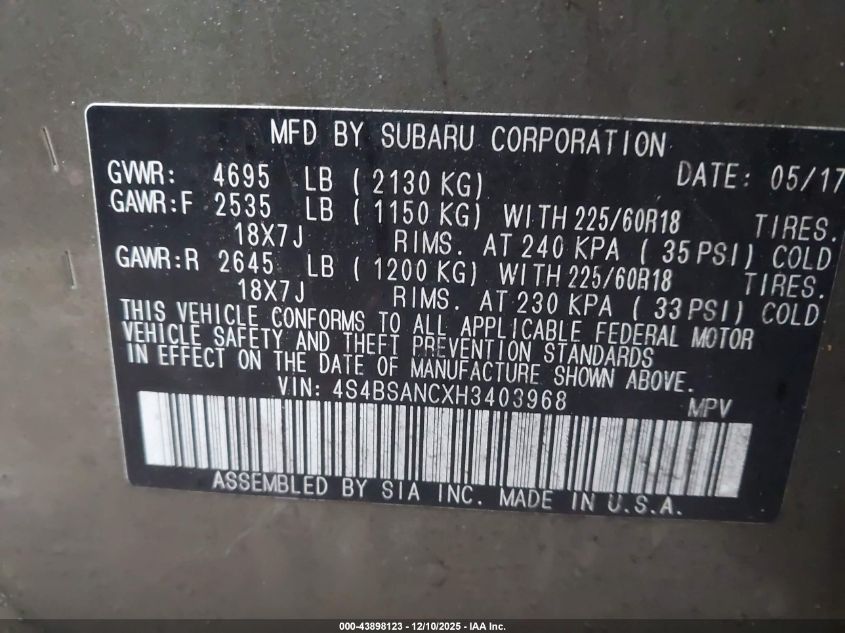 MFD BY SUBARU CORPORATION
GVWR: 4695 LB ( 2130 KG) DATE: 05/17
GAWR:F 2535 LB ( 1150 KG) WITH 225/60R18 TIRES.
18X7J RIMS. AT 240 KPA ( 35 PSI) COLD
GAWR:R 2645 LB ( 1200 KG) WITH 225/60R18 TIRES.
18X7J RIMS. AT 230 KPA ( 33 PSI) COLD
THIS VEHICLE CONFORMS TO ALL APPLICABLE FEDERAL MOTOR
VEHICLE SAFETY AND THEFT PREVENTION STANDARDS
IN EFFECT ON THE DATE OF MANUFACTURE SHOWN ABOVE.
VIN: 4S4BSANCXH3403968 MPV
ASSEMBLED BY SIA INC. MADE IN U.S.A.
000-43898123 - 12/10/2025 - IAA Inc.